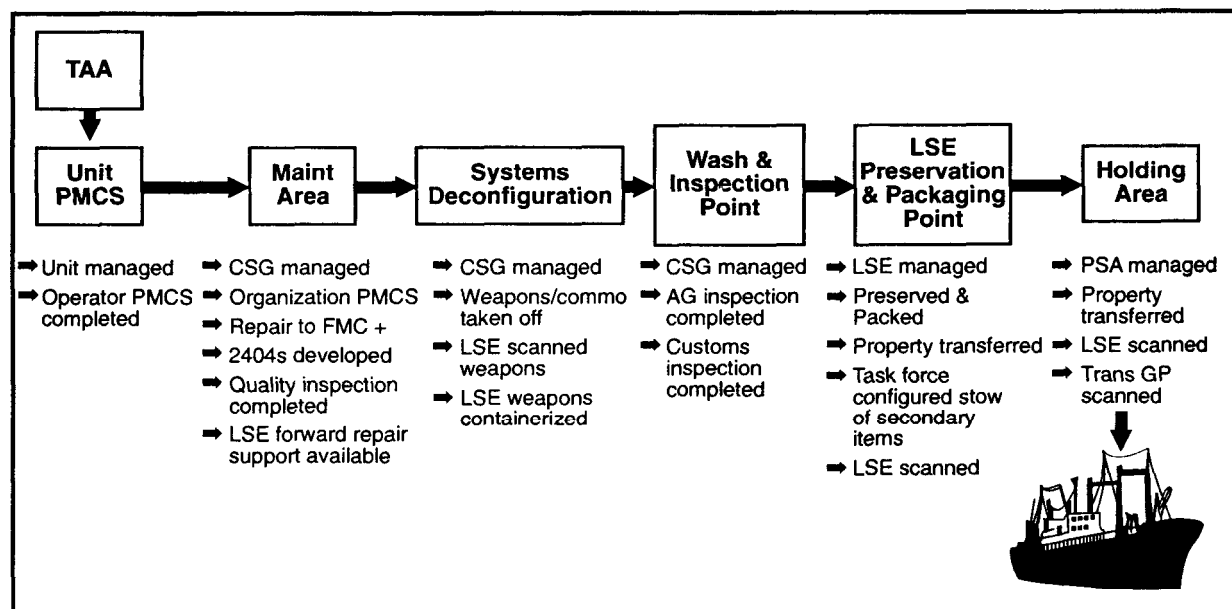 TAA
Unit
PMCS
Maint
Area
Systems
Deconfiguration
Wash &
Inspection
Point
LSE
Preservation
& Packaging
Point
Holding
Area
Unit managed
Operator PMCS
completed
CSG managed
Organization PMCS
Repair to FMC +
2404s developed
Quality inspection
completed
LSE forward repair
support available
CSG managed
Weapons/commo
taken off
LSE scanned
weapons
LSE weapons
containerized
CSG managed
AG inspection
completed
Customs
inspection
completed
LSE managed
Preserved &
Packed
Property transferred
Task force
configured stow
of secondary
items
LSE scanned
PSA managed
Property
transferred
LSE scanned
Trans GP
scanned